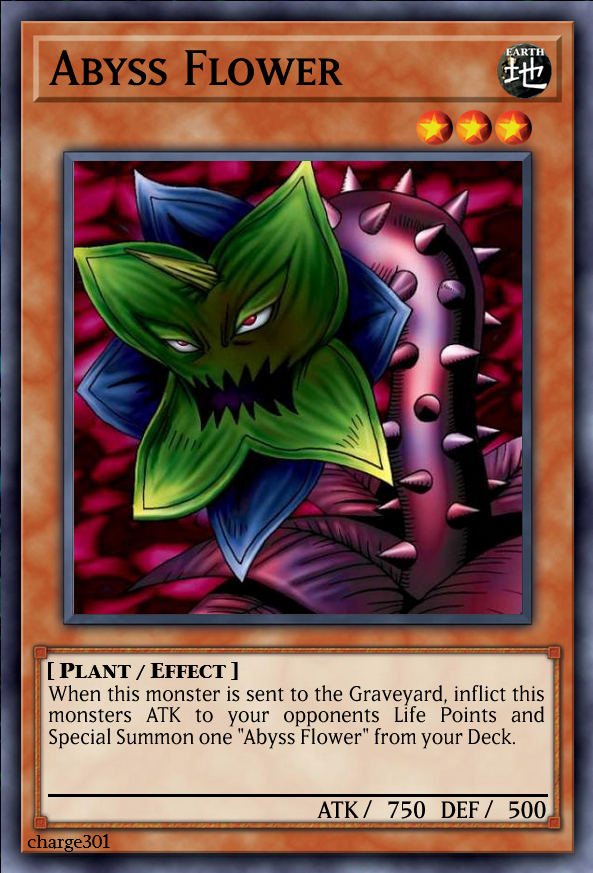 Abyss Flower
EARTH
地
[ Plant / Effect ]
When this monster is sent to the Graveyard, inflict this
monsters ATK to your opponents Life Points and
Special Summon one "Abyss Flower" from your Deck.
ATK / 750 DEF / 500
charge301